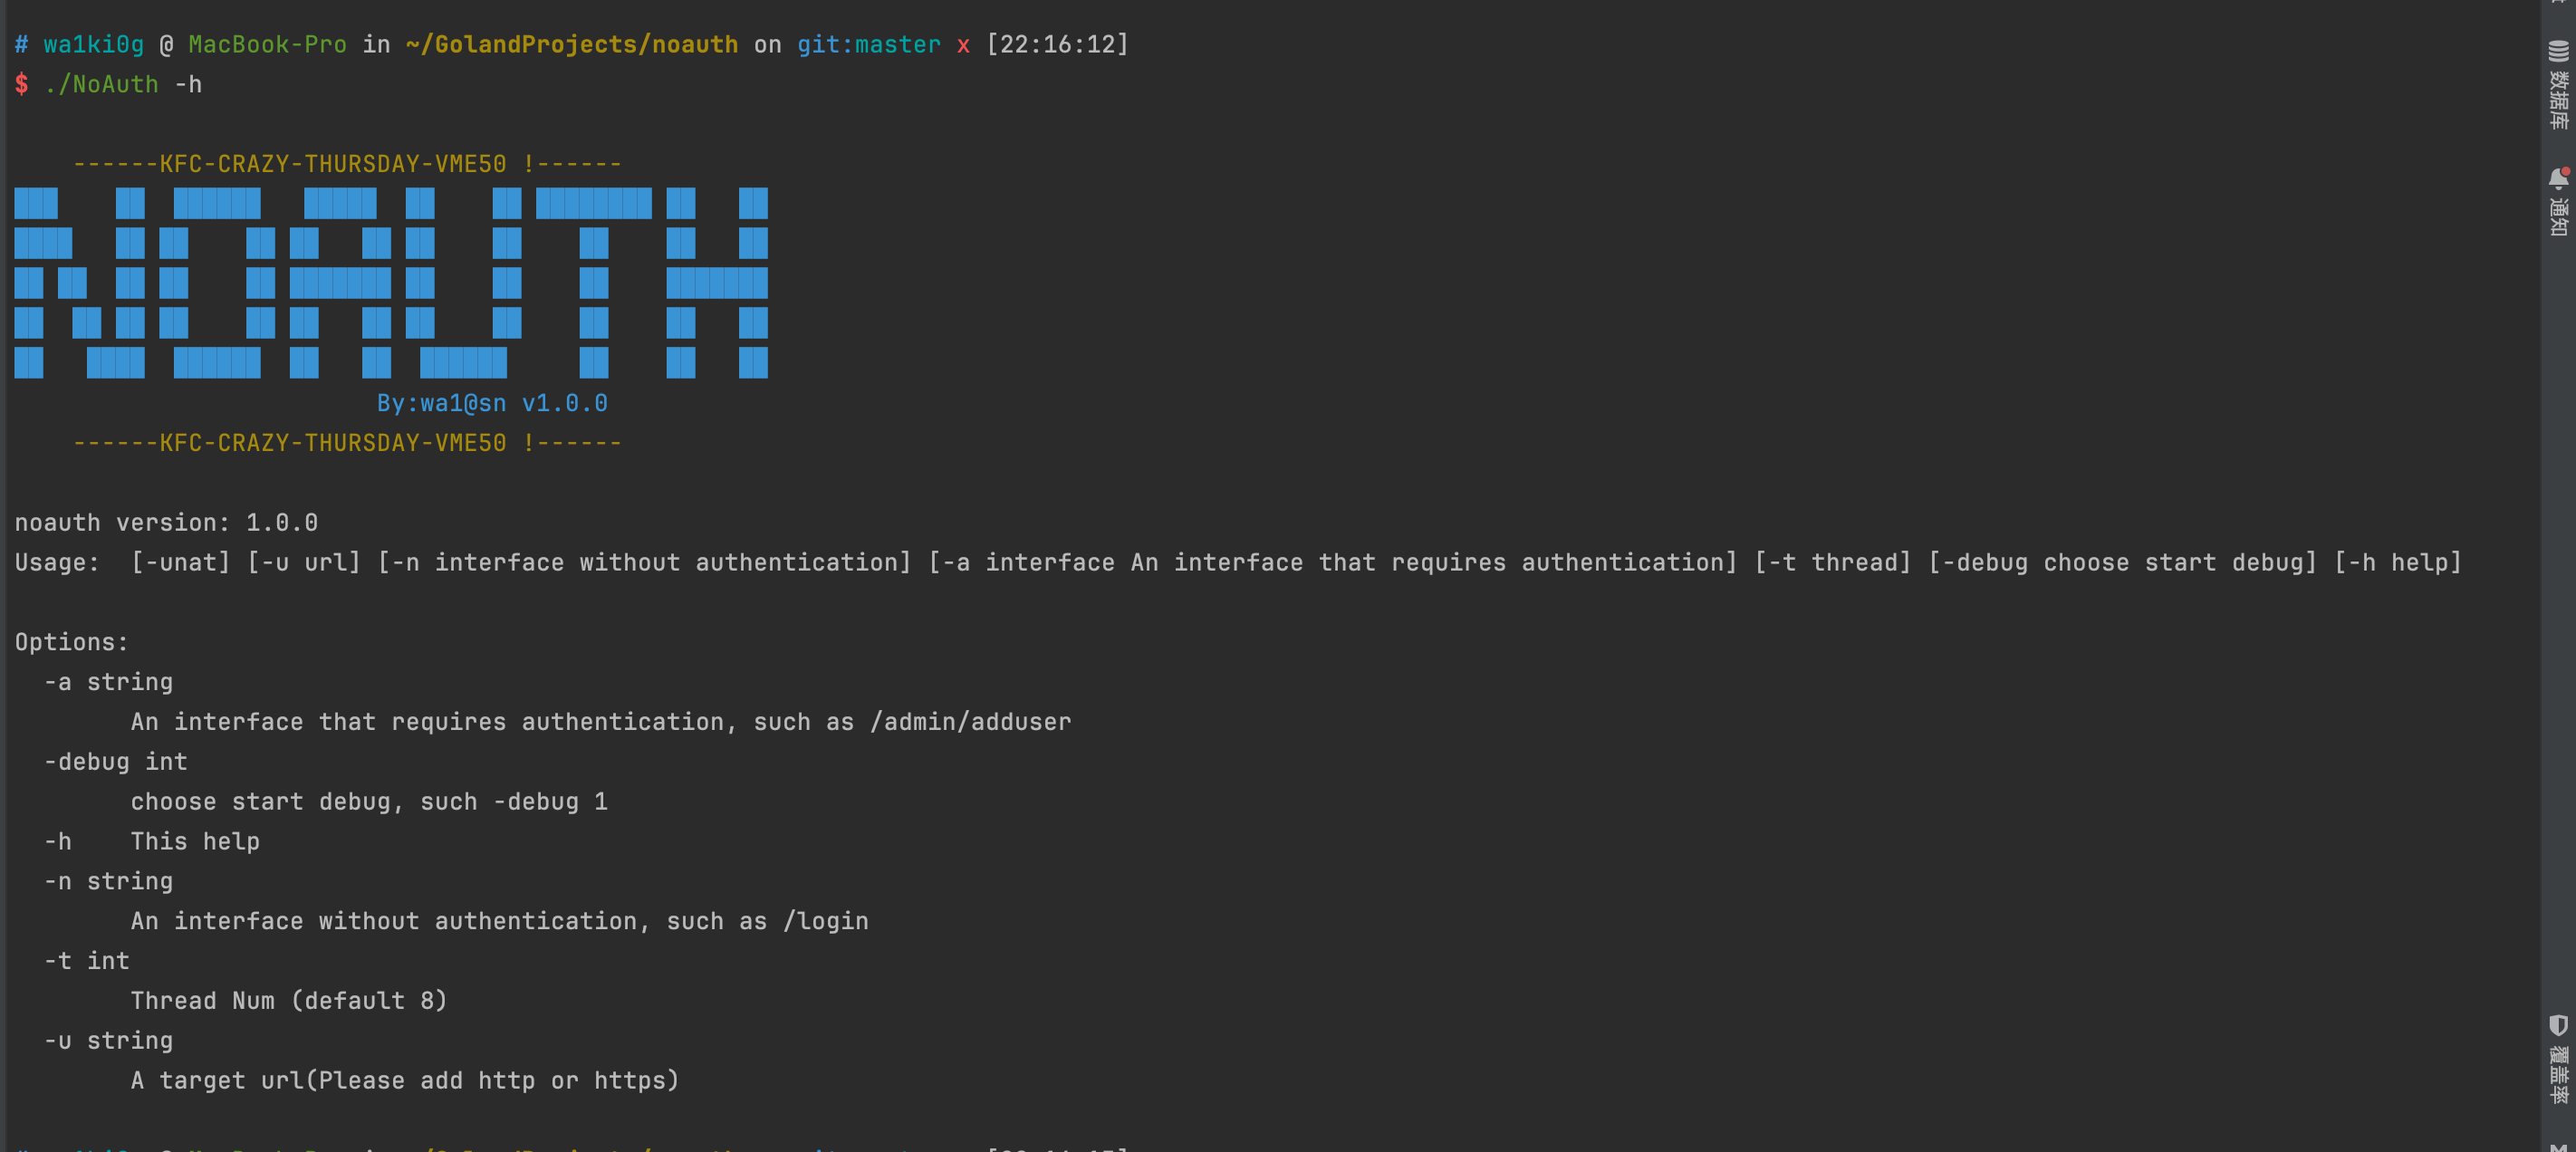 # wa1ki0g @ MacBook-Pro in ~/GolandProjects/noauth on git:master x [22:16:12]
$ ./NoAuth -h
------KFC-CRAZY-THURSDAY-VME50 !------
NOAUTH
By:wa1@sn v1.0.0
------KFC-CRAZY-THURSDAY-VME50 !------
noauth version: 1.0.0
Usage:  [-unat] [-u url] [-n interface without authentication] [-a interface An interface that requires authentication] [-t thread] [-debug choose start debug] [-h help]
Options:
-a string
An interface that requires authentication, such as /admin/adduser
-debug int
choose start debug, such -debug 1
-h    This help
-n string
An interface without authentication, such as /login
-t int
Thread Num (default 8)
-u string
A target url(Please add http or https)
数据库
通知
覆盖率